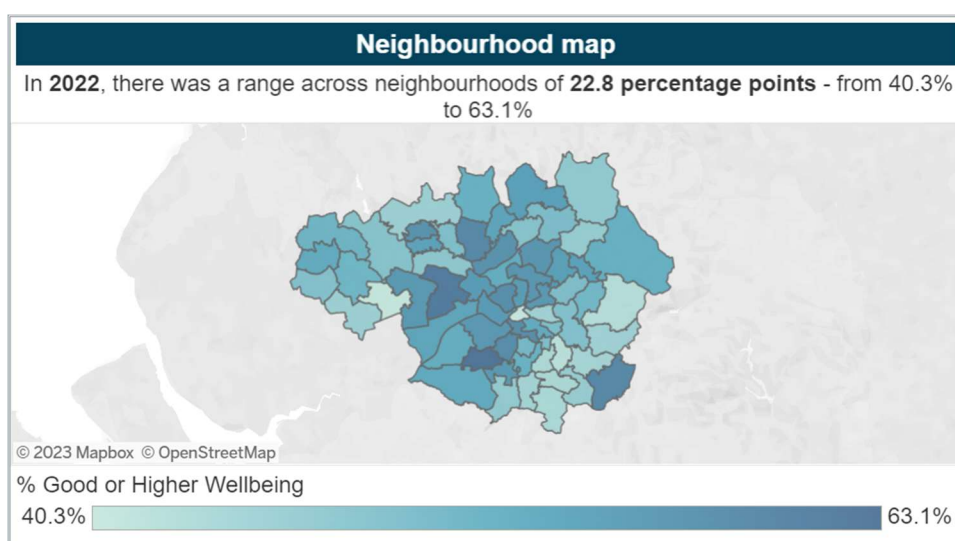 Neighbourhood map
In 2022, there was a range across neighbourhoods of 22.8 percentage points - from 40.3%
to 63.1%
© 2023 Mapbox © OpenStreetMap
% Good or Higher Wellbeing
40.3% 63.1%